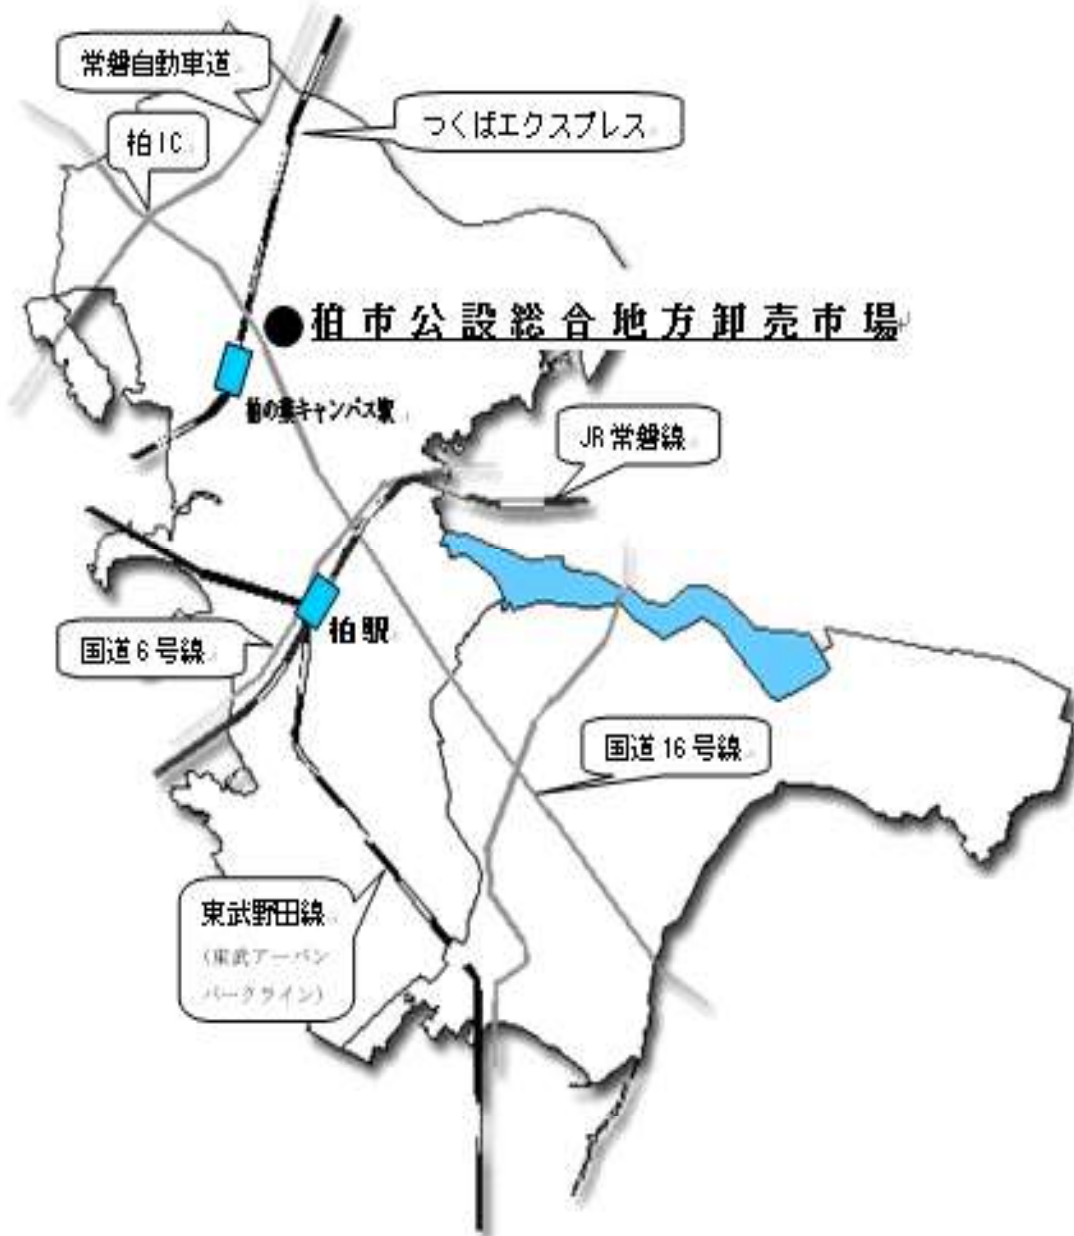 常磐自動車道
つくばエクスプレス
柏IC
柏市公設総合地方卸売市場
柏の葉キャンパス駅
JR常磐線
柏駅
国道6号線
国道16号線
東武野田線
(東武アーバン
パークライン)